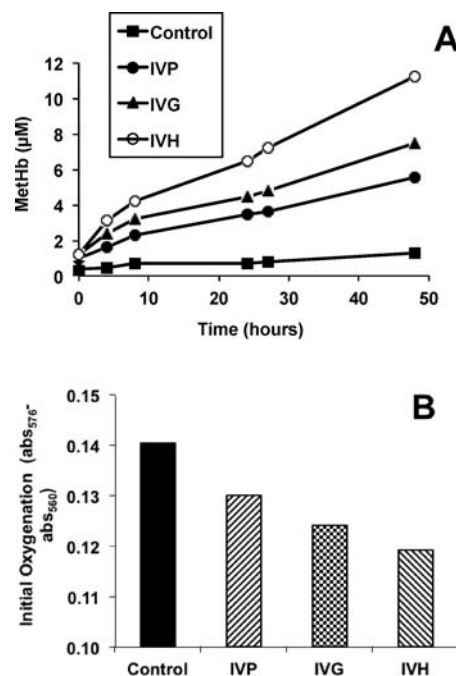 Control
IVP
IVG
IVH
A
MetHb (µM)
12
10
8
6
4
2
0
0 10 20 30 40 50
Time (hours)
B
Initial Oxygenation (abs576-
abs560)
0.15
0.14
0.13
0.12
0.11
0.10
Control IVP IVG IVH